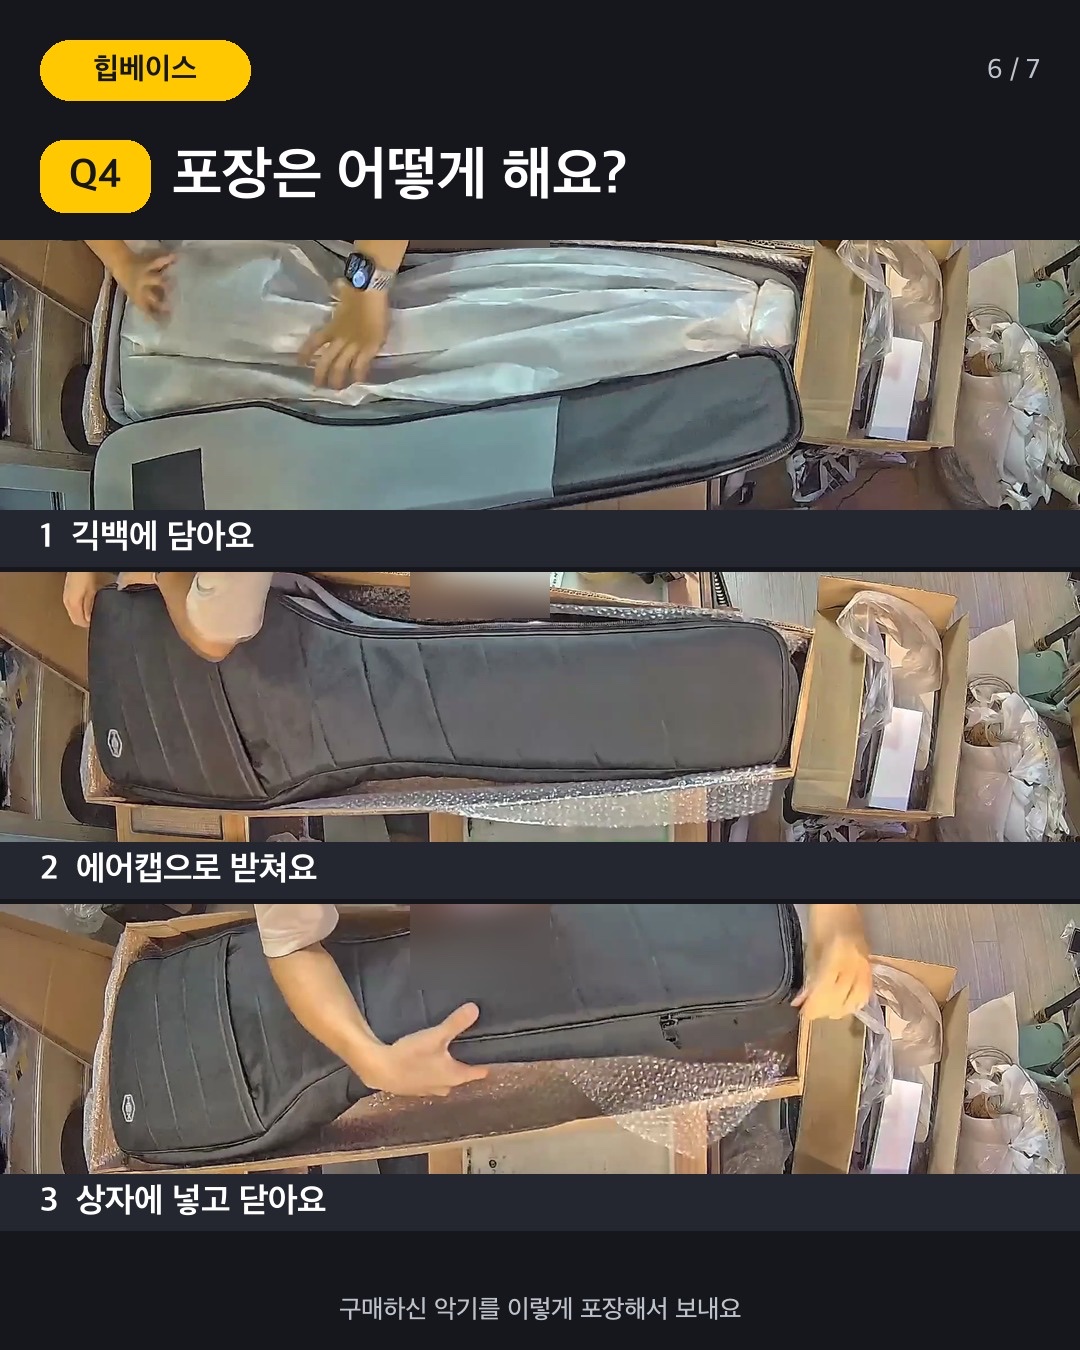 힙베이스
6 / 7
Q4 포장은 어떻게 해요?
1 긱백에 담아요
2 에어캡으로 받쳐요
3 상자에 넣고 닫아요
구매하신 악기를 이렇게 포장해서 보내요